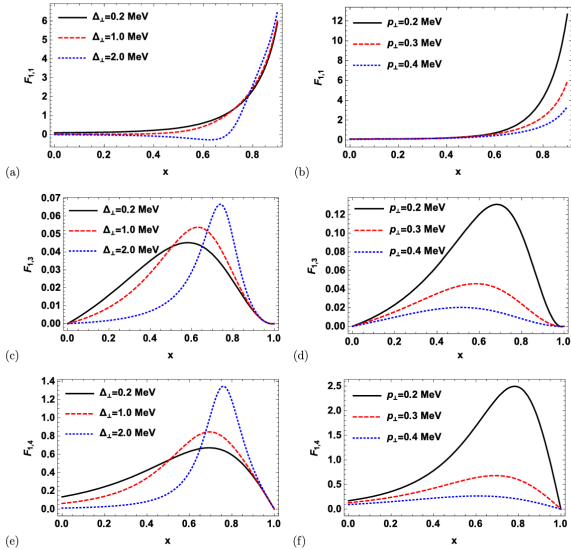 Δ⊥=0.2 MeV
Δ⊥=1.0 MeV
Δ⊥=2.0 MeV
F1,1
6
5
4
3
2
1
0
0.0 0.2 0.4 0.6 0.8
x
(a)
p⊥=0.2 MeV
p⊥=0.3 MeV
p⊥=0.4 MeV
F1,1
12
10
8
6
4
2
0
0.0 0.2 0.4 0.6 0.8
x
(b)
Δ⊥=0.2 MeV
Δ⊥=1.0 MeV
Δ⊥=2.0 MeV
F1,3
0.07
0.06
0.05
0.04
0.03
0.02
0.01
0.00
0.0 0.2 0.4 0.6 0.8 1.0
x
(c)
p⊥=0.2 MeV
p⊥=0.3 MeV
p⊥=0.4 MeV
F1,3
0.12
0.10
0.08
0.06
0.04
0.02
0.00
0.0 0.2 0.4 0.6 0.8 1.0
x
(d)
Δ⊥=0.2 MeV
Δ⊥=1.0 MeV
Δ⊥=2.0 MeV
F1,4
1.4
1.2
1.0
0.8
0.6
0.4
0.2
0.0
0.0 0.2 0.4 0.6 0.8 1.0
x
(e)
p⊥=0.2 MeV
p⊥=0.3 MeV
p⊥=0.4 MeV
F1,4
2.5
2.0
1.5
1.0
0.5
0.0
0.0 0.2 0.4 0.6 0.8 1.0
x
(f)